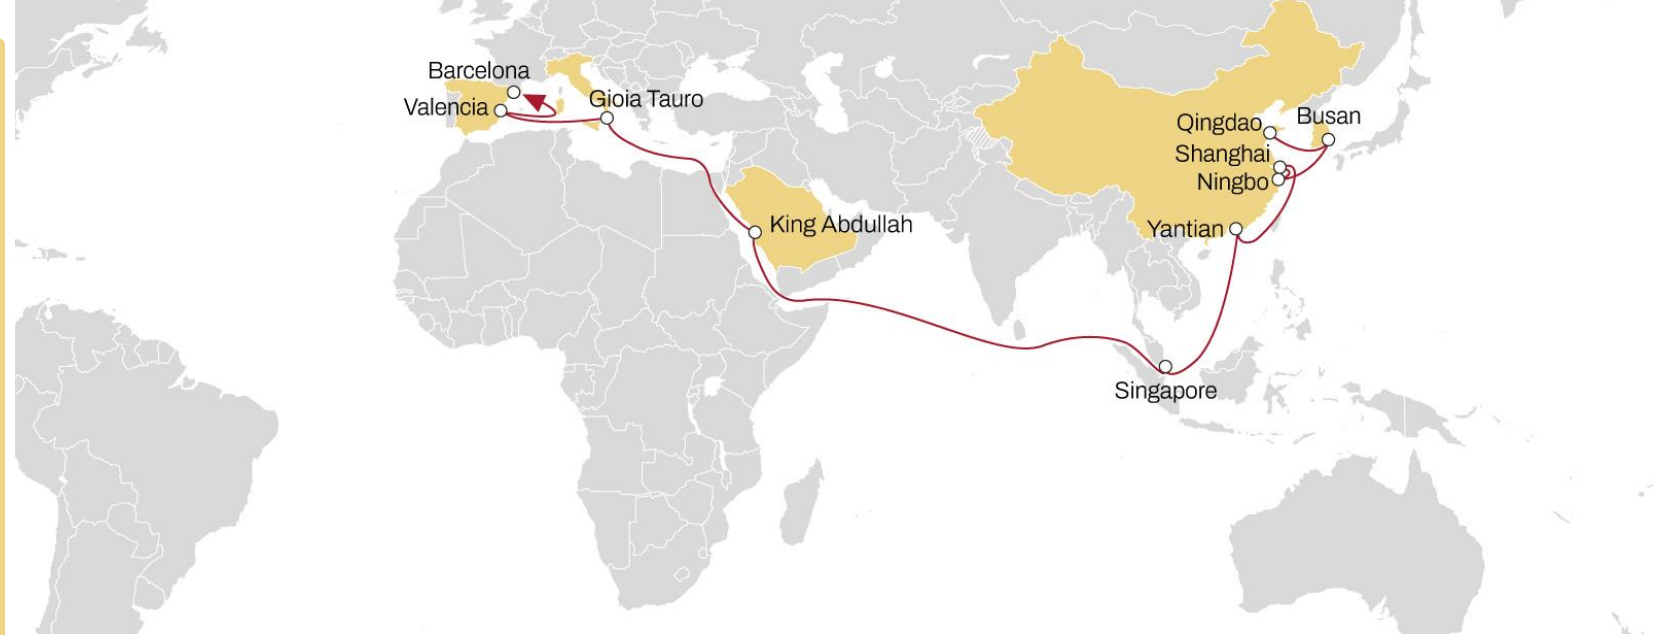 Barcelona
Valencia
Gioia Tauro
King Abdullah
Qingdao
Busan
Shanghai
Ningbo
Yantian
Singapore